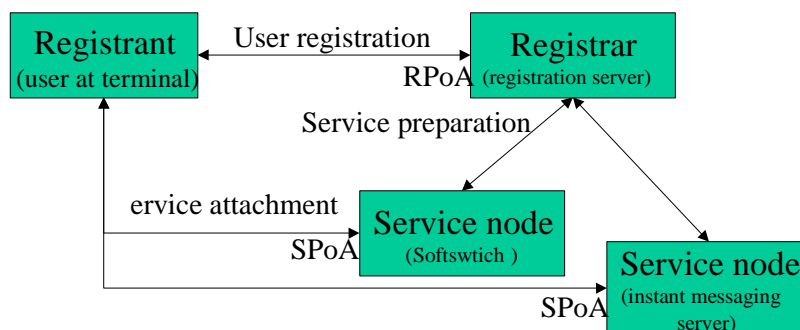 Registrant
(user at terminal)
User registration
Registrar
(registration server)
RPoA
Service preparation
ervice attachment
SPoA
Service node
(Softswtich )
Service node
(instant messaging
server)
SPoA